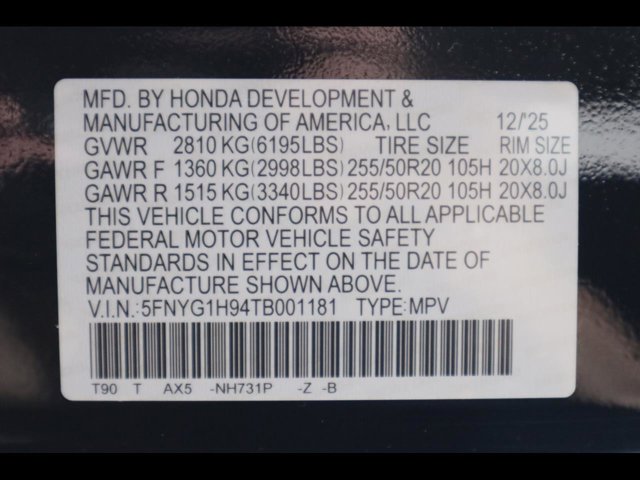 MFD. BY HONDA DEVELOPMENT &
MANUFACTURING OF AMERICA, LLC 12/'25
GVWR 2810 KG(6195LBS) TIRE SIZE RIM SIZE
GAWR F 1360 KG(2998LBS) 255/50R20 105H 20X8.0J
GAWR R 1515 KG(3340LBS) 255/50R20 105H 20X8.0J
THIS VEHICLE CONFORMS TO ALL APPLICABLE
FEDERAL MOTOR VEHICLE SAFETY
STANDARDS IN EFFECT ON THE DATE OF
MANUFACTURE SHOWN ABOVE.
V.I.N.:5FNYG1H94TB001181 TYPE:MPV
T90 T AX5 -NH731P -Z -B